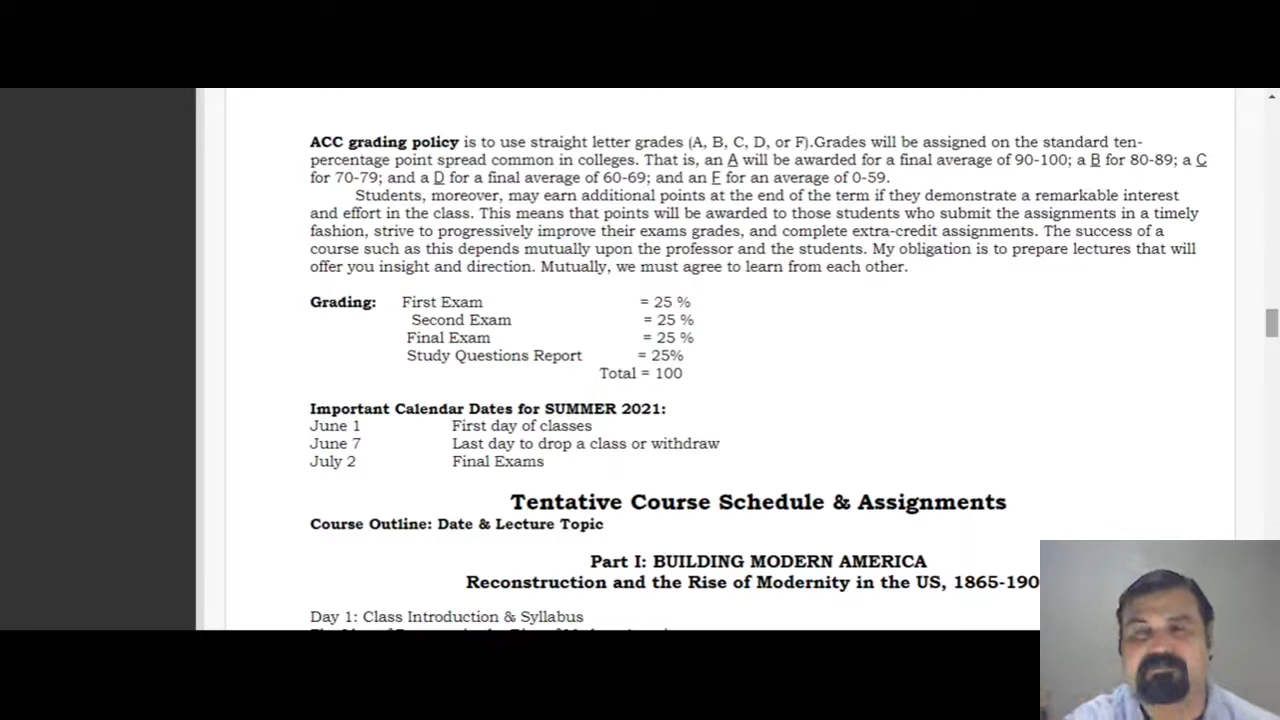 ACC grading policy is to use straight letter grades (A, B, C, D, or F).Grades will be assigned on the standard ten-
percentage point spread common in colleges. That is, an A will be awarded for a final average of 90-100; a B for 80-89; a C
for 70-79; and a D for a final average of 60-69; and an F for an average of 0-59.
Students, moreover, may earn additional points at the end of the term if they demonstrate a remarkable interest
and effort in the class. This means that points will be awarded to those students who submit the assignments in a timely
fashion, strive to progressively improve their exams grades, and complete extra-credit assignments. The success of a
course such as this depends mutually upon the professor and the students. My obligation is to prepare lectures that will
offer you insight and direction. Mutually, we must agree to learn from each other.
Grading: First Exam = 25 %
Second Exam = 25 %
Final Exam = 25 %
Study Questions Report = 25%
Total = 100
Important Calendar Dates for SUMMER 2021:
June 1 First day of classes
June 7 Last day to drop a class or withdraw
July 2 Final Exams
Tentative Course Schedule & Assignments
Course Outline: Date & Lecture Topic
Part I: BUILDING MODERN AMERICA
Reconstruction and the Rise of Modernity in the US, 1865-190
Day 1: Class Introduction & Syllabus